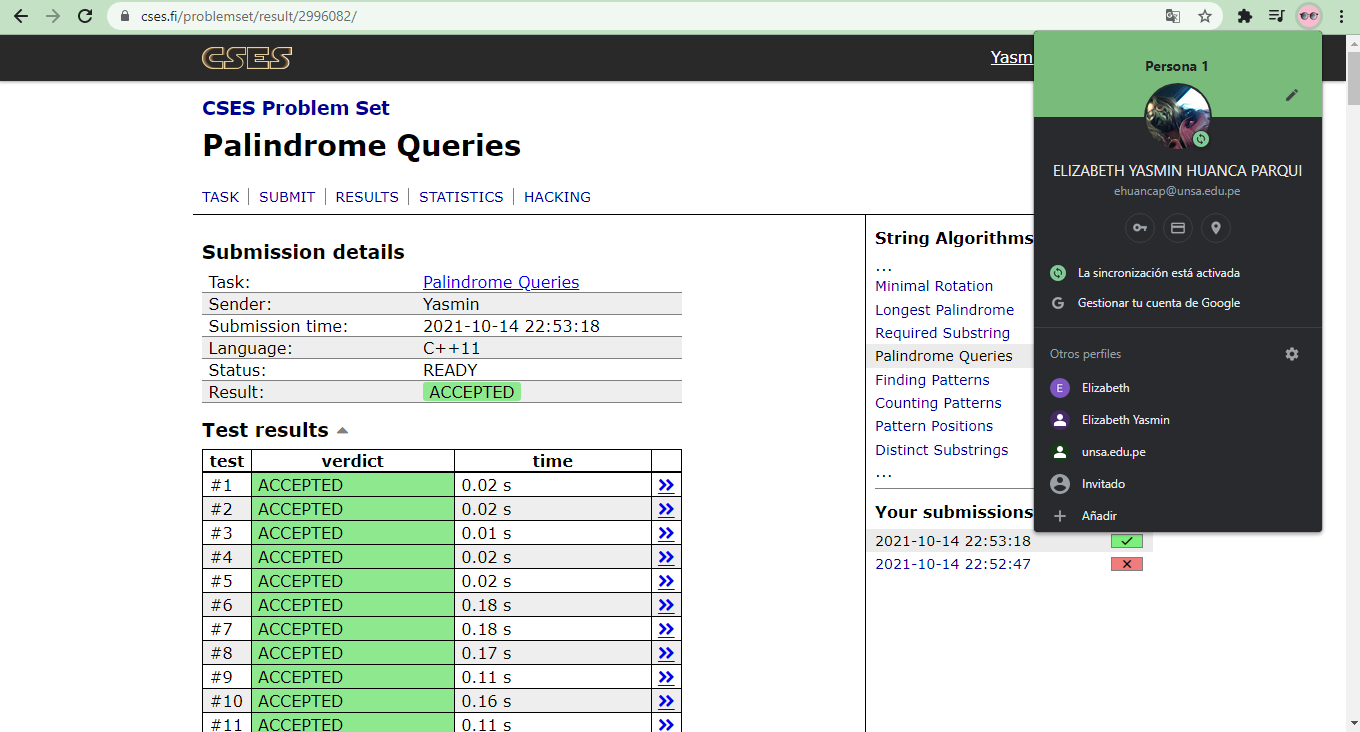 cses.fi/problemset/result/2996082/
CSES
Yasm
CSES Problem Set
Palindrome Queries
TASK | SUBMIT | RESULTS | STATISTICS | HACKING
Submission details
Task: Palindrome Queries
Sender: Yasmin
Submission time: 2021-10-14 22:53:18
Language: C++11
Status: READY
Result: ACCEPTED
Test results
test verdict time
#1 ACCEPTED 0.02 s »
#2 ACCEPTED 0.02 s »
#3 ACCEPTED 0.01 s »
#4 ACCEPTED 0.02 s »
#5 ACCEPTED 0.02 s »
#6 ACCEPTED 0.18 s »
#7 ACCEPTED 0.18 s »
#8 ACCEPTED 0.17 s »
#9 ACCEPTED 0.11 s »
#10 ACCEPTED 0.16 s »
#11 ACCEPTED 0.11 s »
String Algorithms
...
Minimal Rotation
Longest Palindrome
Required Substring
Palindrome Queries
Finding Patterns
Counting Patterns
Pattern Positions
Distinct Substrings
...
Your submissions
2021-10-14 22:53:18
2021-10-14 22:52:47
Persona 1
ELIZABETH YASMIN HUANCA PARQUI
ehuancap@unsa.edu.pe
La sincronización está activada
G Gestionar tu cuenta de Google
Otros perfiles
E Elizabeth
Elizabeth Yasmin
unsa.edu.pe
Invitado
Añadir